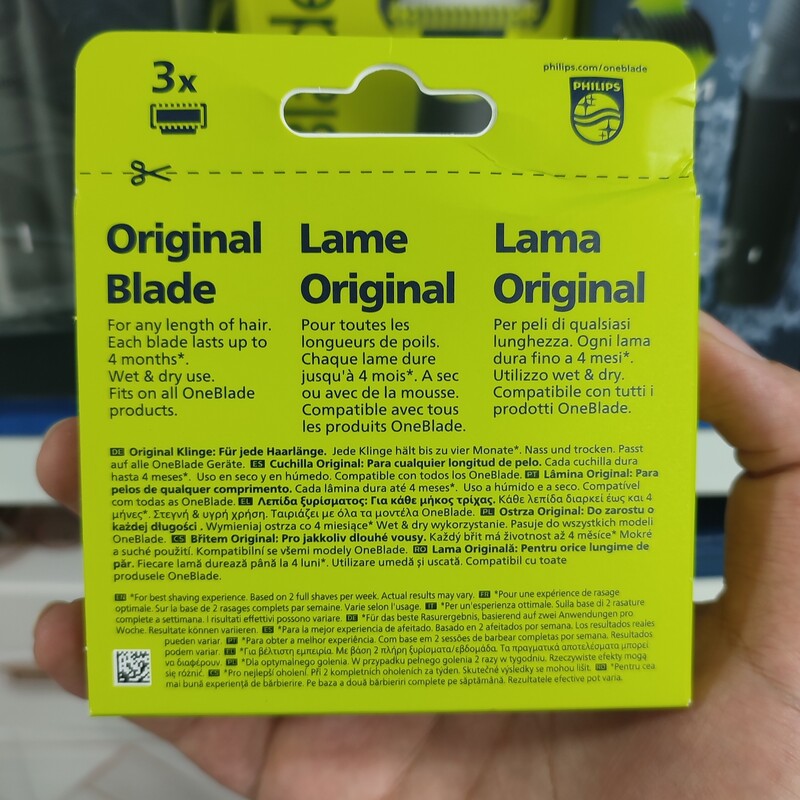 3x
philips.com/oneblade
PHILIPS
Original
Blade
For any length of hair.
Each blade lasts up to
4 months*.
Wet & dry use.
Fits on all OneBlade
products.
Lame
Original
Pour toutes les
longueurs de poils.
Chaque lame dure
jusqu'à 4 mois*. A sec
ou avec de la mousse.
Compatible avec tous
les produits OneBlade.
Lama
Original
Per peli di qualsiasi
lunghezza. Ogni lama
dura fino a 4 mesi*.
Utilizzo wet & dry.
Compatibile con tutti i
prodotti OneBlade.
DE Original Klinge: Für jede Haarlänge. Jede Klinge hält bis zu vier Monate*. Nass und trocken. Passt
auf alle OneBlade Geräte. ES Cuchilla Original: Para cualquier longitud de pelo. Cada cuchilla dura
hasta 4 meses*. Uso en seco y en húmedo. Compatible con todos los OneBlade. PT Lâmina Original: Para
pelos de qualquer comprimento. Cada lâmina dura até 4 meses*. Uso a húmido e a seco. Compatível
com todas as OneBlade. EL Λεπίδα ξυρίσματος: Για κάθε μήκος τρίχας. Κάθε λεπίδα διαρκεί έως και 4
μήνες*. Στεγνή & υγρή χρήση. Ταιριάζει με όλα τα μοντέλα OneBlade. PL Ostrza Original: Do zarostu o
każdej długości . Wymieniaj ostrza co 4 miesiące* Wet & dry wykorzystanie. Pasuje do wszystkich modeli
OneBlade. CS Břitem Original: Pro jakkoliv dlouhé vousy. Každý břit má životnost až 4 měsíce* Mokré
a suché použití. Kompatibilní se všemi modely OneBlade. RO Lama Originală: Pentru orice lungime de
păr. Fiecare lamă durează până la 4 luni*. Utilizare umedă și uscată. Compatibil cu toate
produsele OneBlade.
EN *For best shaving experience. Based on 2 full shaves per week. Actual results may vary. FR *Pour une expérience de rasage
optimale. Sur la base de 2 rasages complets par semaine. Varie selon l'usage. IT *Per un'esperienza ottimale. Sulla base di 2 rasature
complete a settimana. I risultati effettivi possono variare. DE *Für das beste Rasurergebnis, basierend auf zwei Anwendungen pro
Woche. Resultate können variieren. ES *Para la mejor experiencia de afeitado. Basado en 2 afeitados por semana. Los resultados reales
pueden variar. PT *Para obter a melhor experiência. Com base em 2 sessões de barbear completas por semana. Resultados
podem variar. EL *Για βέλτιστη εμπειρία. Με βάση 2 πλήρη ξυρίσματα/εβδομάδα. Τα πραγματικά αποτελέσματα μπορεί
να διαφέρουν. PL *Dla optymalnego golenia. W przypadku pełnego golenia 2 razy w tygodniu. Rzeczywiste efekty mogą
się różnić. CS *Pro nejlepší oholení. Při 2 kompletních oholeních za týden. Skutečné výsledky se mohou lišit. RO *Pentru cea
mai bună experiență de bărbierire. Pe baza a două bărbieriri complete pe săptămână. Rezultatele efective pot varia.